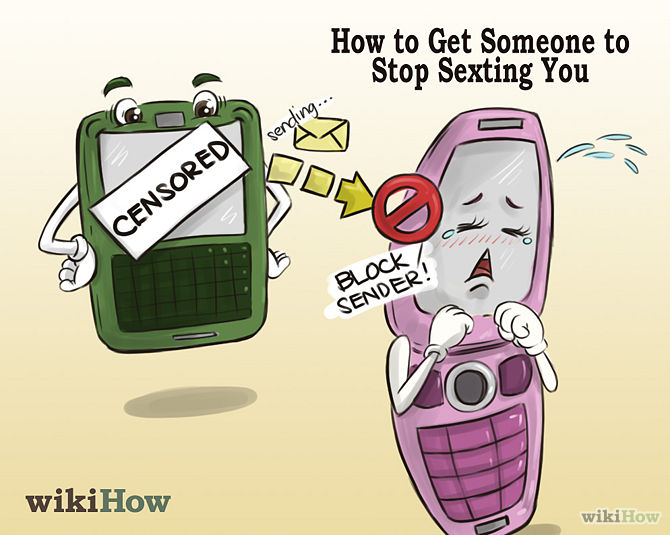 How to Get Someone to
Stop Sexting You
sending...
CENSORED
BLOCK
SENDER!
wikiHow
wikiHow